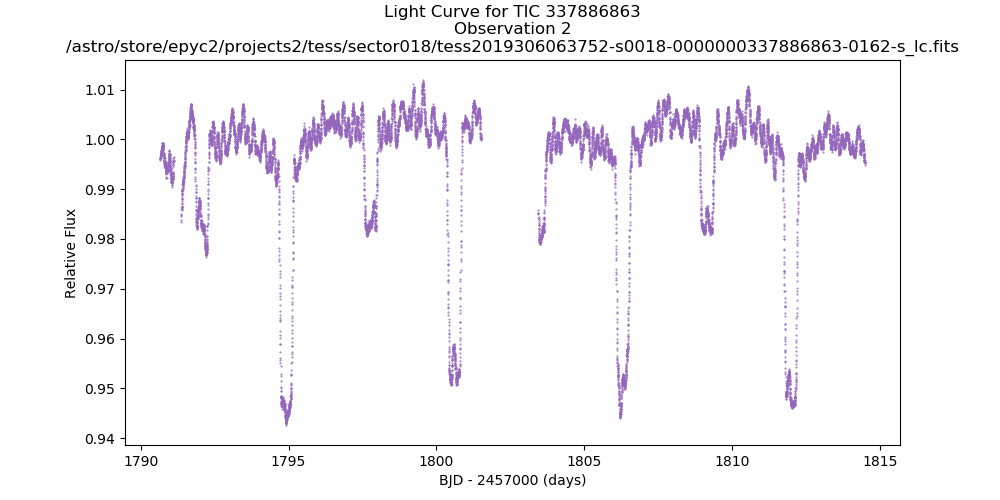 Light Curve for TIC 337886863
Observation 2
/astro/store/epyc2/projects2/tess/sector018/tess2019306063752-s0018-0000000337886863-0162-s_lc.fits
1.01
1.00
0.99
0.98
0.97
0.96
0.95
0.94
Relative Flux
1790
1795
1800
1805
1810
1815
BJD - 2457000 (days)